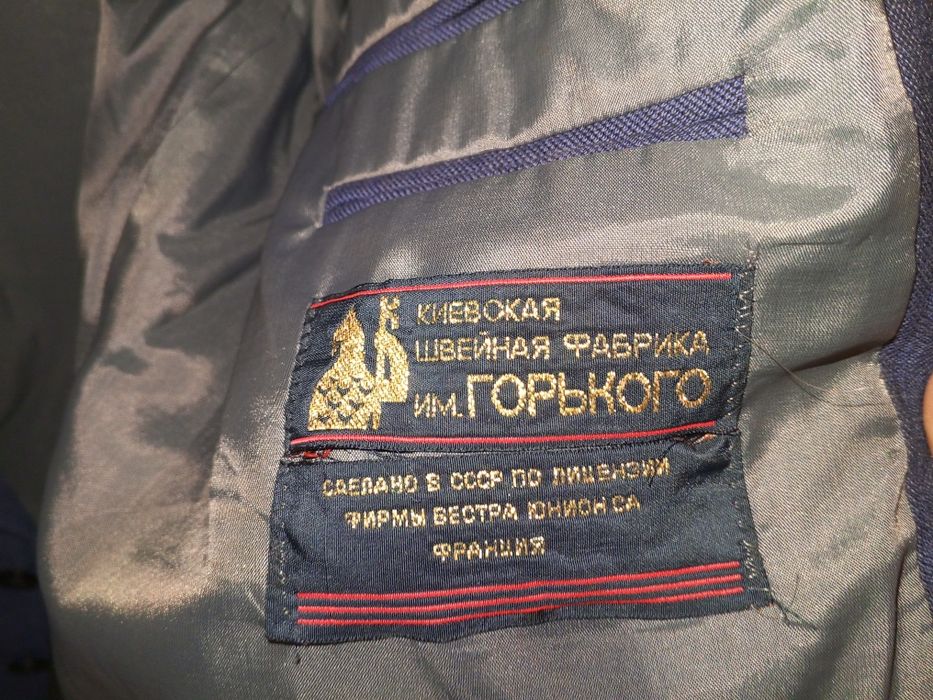 КИЕВСКАЯ
ШВЕЙНАЯ ФАБРИКА
ИМ. ГОРЬКОГО
СДЕЛАНО В СССР ПО ЛИЦЕНЗИИ
ФИРМЫ ВЕСТРА ЮНИОН СА
ФРАНЦИЯ